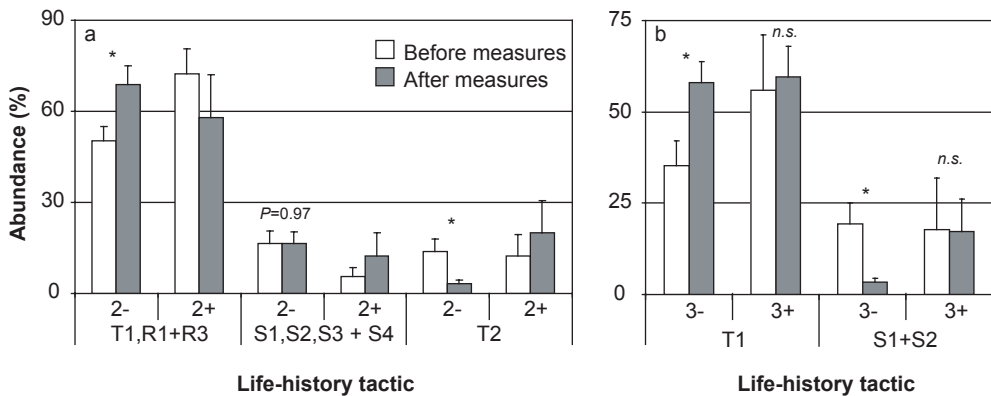 a
90
60
30
0
Abundance (%)
*
Before measures
After measures
P=0.97
*
2-
2+
2-
2+
2-
2+
T1,R1+R3
S1,S2,S3 + S4
T2
Life-history tactic
b
75
50
25
0
*
n.s.
*
n.s.
3-
3+
3-
3+
T1
S1+S2
Life-history tactic